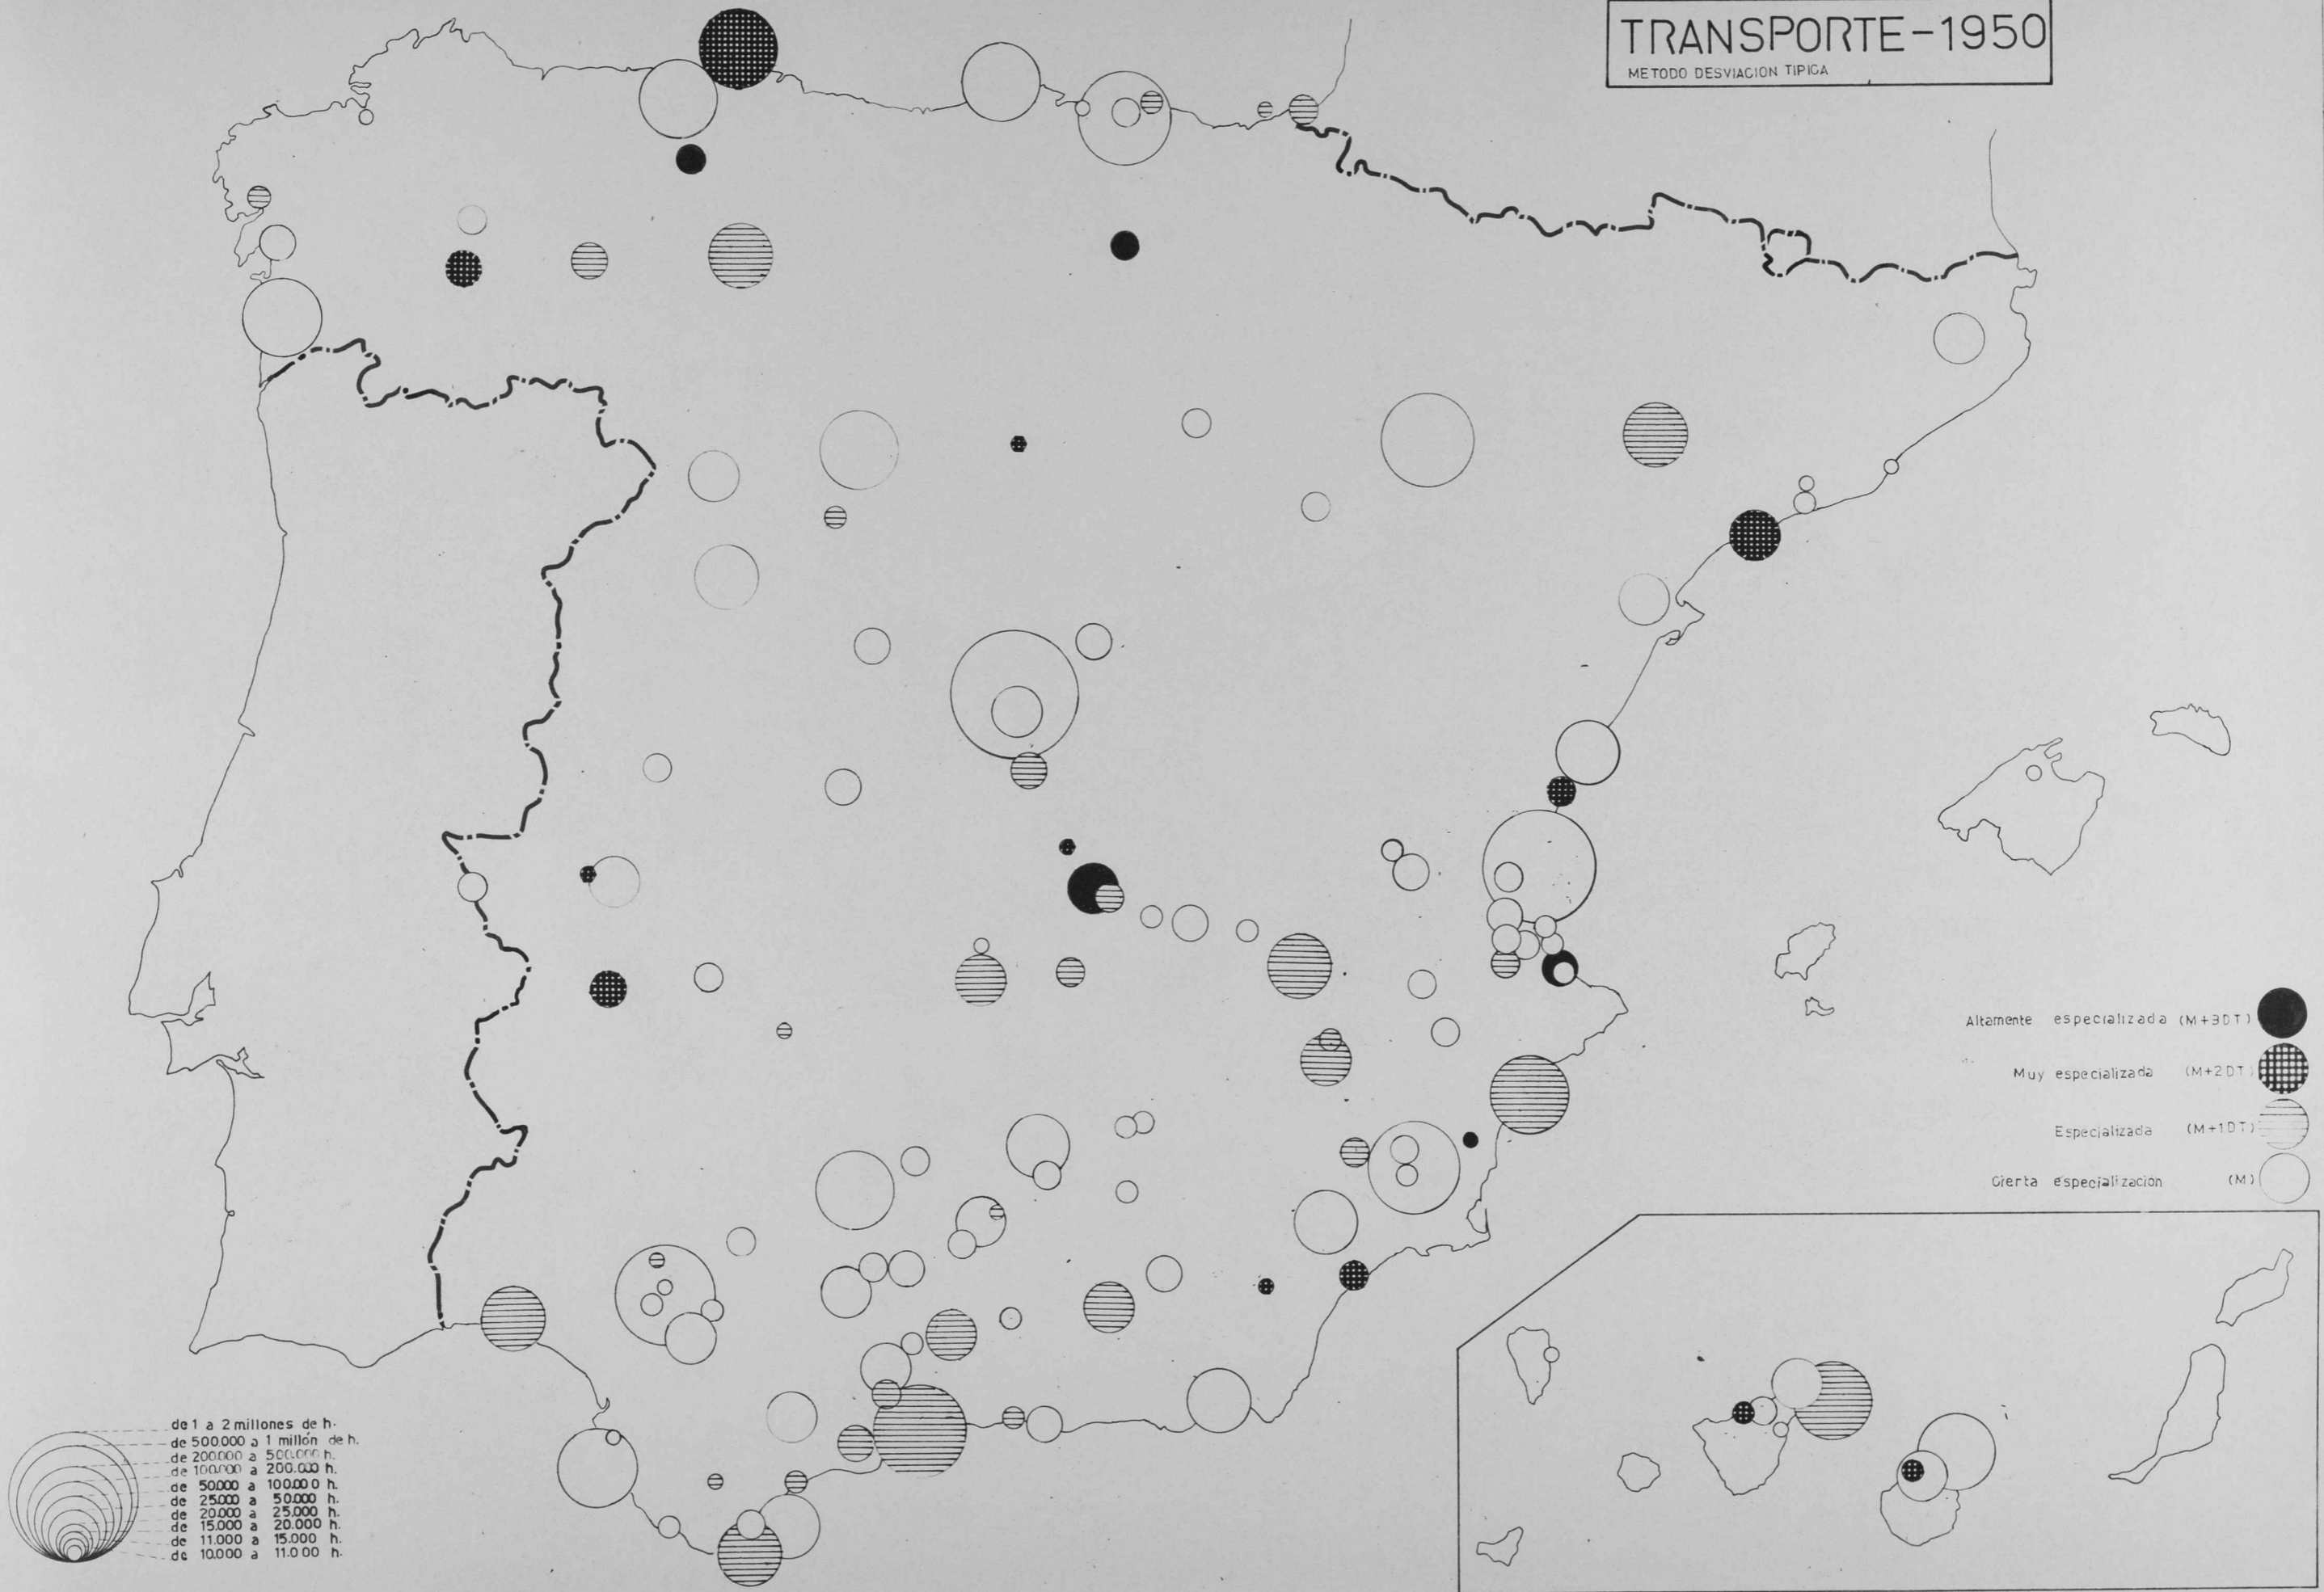 TRANSPORTE-1950
METODO DESVIACION TIPICA
Altamente especializada (M+3DT)
Muy especializada (M+2DT)
Especializada (M+1DT)
Cierta especialización (M)
de 1 a 2 millones de h.
de 500.000 a 1 millón de h.
de 200.000 a 500.000 h.
de 100.000 a 200.000 h.
de 50.000 a 100.000 h.
de 25.000 a 50.000 h.
de 20.000 a 25.000 h.
de 15.000 a 20.000 h.
de 11.000 a 15.000 h.
de 10.000 a 11.000 h.